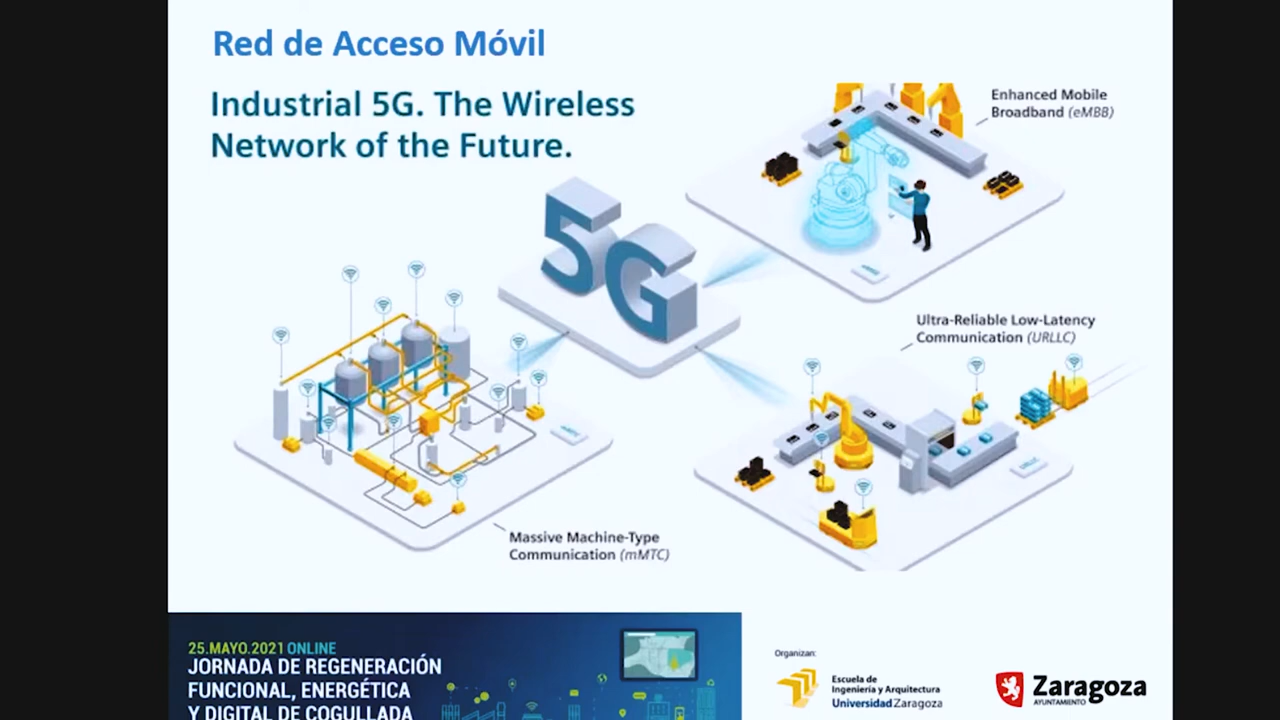 Red de Acceso Móvil
Industrial 5G. The Wireless
Network of the Future.
Enhanced Mobile
Broadband (eMBB)
5G
Ultra-Reliable Low-Latency
Communication (URLLC)
Massive Machine-Type
Communication (mMTC)
25.MAYO.2021 ONLINE
JORNADA DE REGENERACIÓN
FUNCIONAL, ENERGÉTICA
Y DIGITAL DE COGULLADA
Organizan:
Escuela de
Ingeniería y Arquitectura
Universidad Zaragoza
Zaragoza
AYUNTAMIENTO